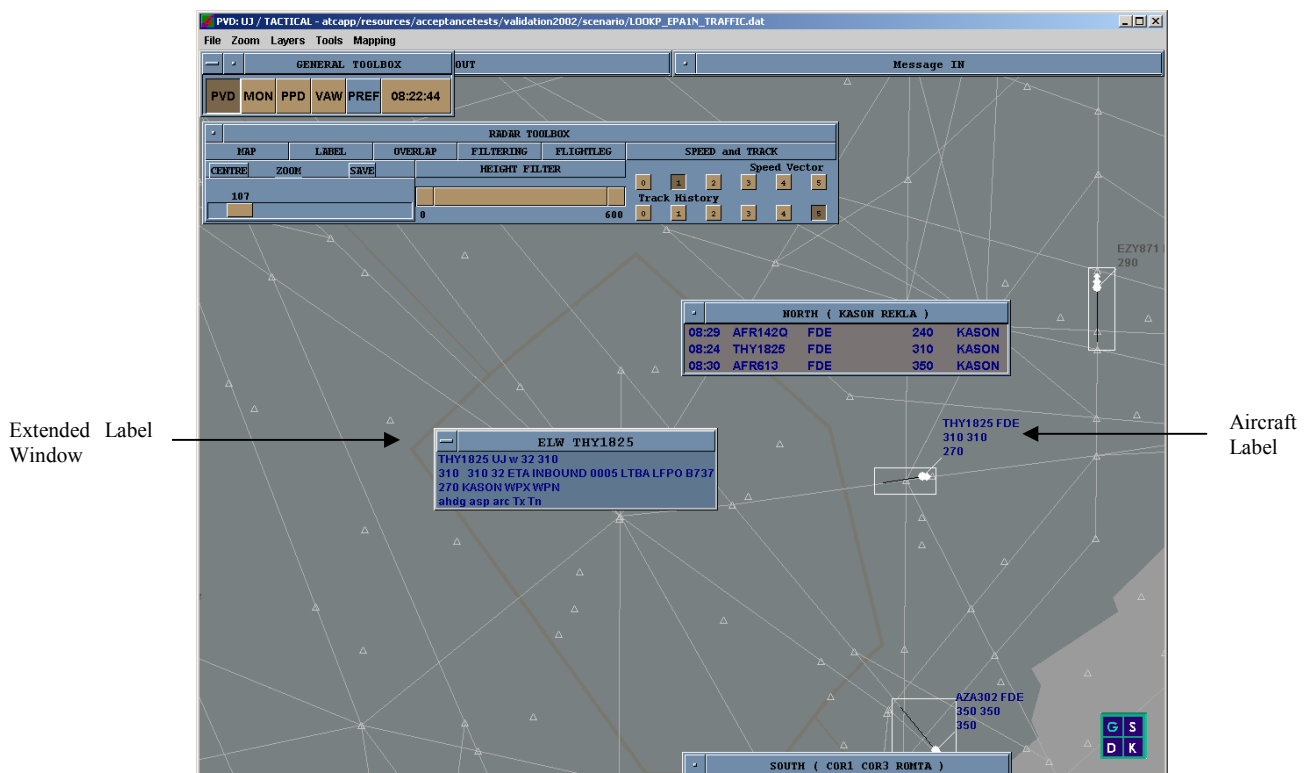 PVD: UJ / TACTICAL - atcapp/resources/acceptancetests/validation2002/scenario/LOOKP_EPA1N_TRAFFIC.dat
File Zoom Layers Tools Mapping
GENERAL TOOLBOX OUT Message IN
PVD MON PPD VAW PREF 08:22:44
RADAR TOOLBOX
MAP LABEL OVERLAP FILTERING FLIGHTLEG SPEED and TRACK
CENTRE ZOOM SAVE HEIGHT FILTER Speed Vector
0 1 2 3 4 5
107 Track History
0 600 0 1 2 3 4 5
EZY871
290
NORTH ( KASON REKLA )
08:29 AFR142Q FDE 240 KASON
08:24 THY1825 FDE 310 KASON
08:30 AFR613 FDE 350 KASON
Extended Label
Window
ELW THY1825
THY1825 UJ w 32 310
310 310 32 ETA INBOUND 0005 LTBA LFPO B737
270 KASON WPX WPN
ahdg asp arc Tx Tn
THY1825 FDE
310 310
270
Aircraft
Label
AZA302 FDE
350 350
350
G S
D K
SOUTH ( COR1 COR3 ROMTA )